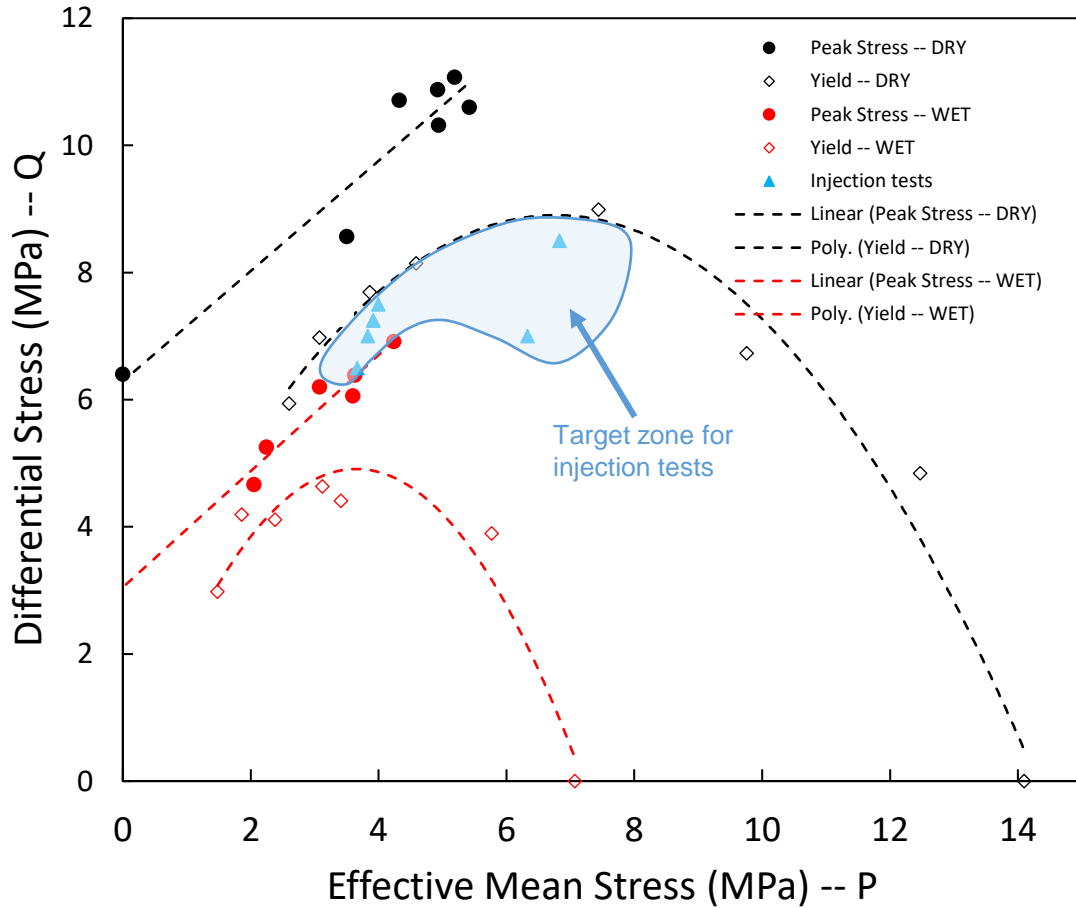 12
10
8
6
4
2
0
Differential Stress (MPa) -- Q
Peak Stress -- DRY
Yield -- DRY
Peak Stress -- WET
Yield -- WET
Injection tests
Linear (Peak Stress -- DRY)
Poly. (Yield -- DRY)
Linear (Peak Stress -- WET)
Poly. (Yield -- WET)
Target zone for
injection tests
0 2 4 6 8 10 12 14
Effective Mean Stress (MPa) -- P